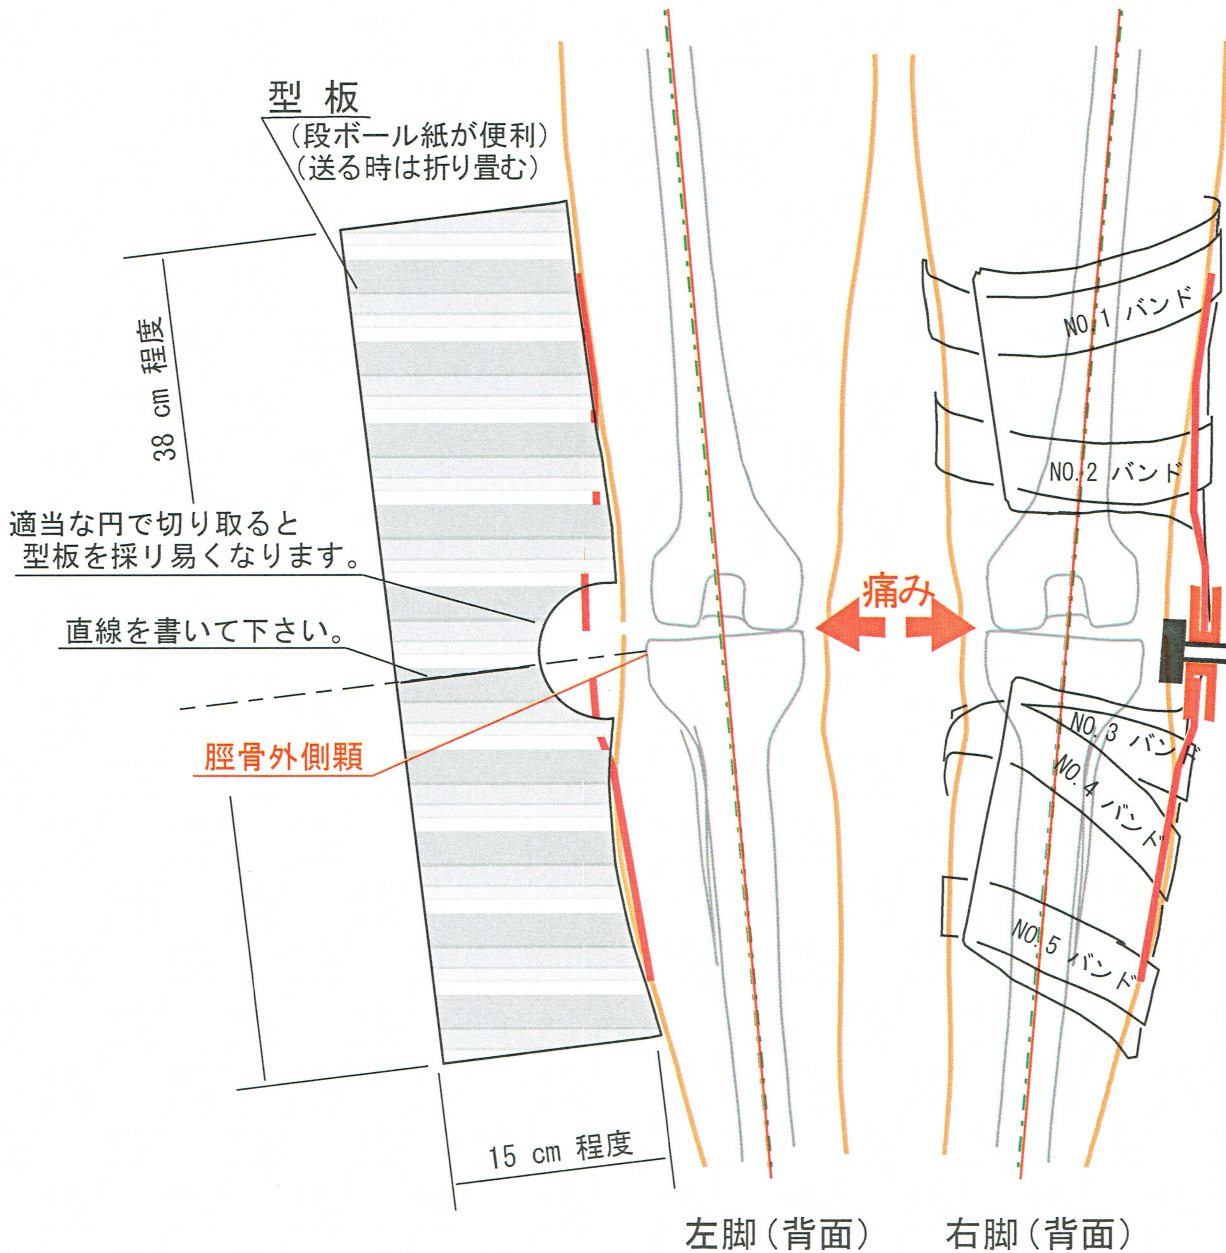 型 板
(段ボール紙が便利)
(送る時は折り畳む)
38 cm 程度
適当な円で切り取ると
型板を採り易くなります。
直線を書いて下さい。
脛骨外側顆
15 cm 程度
痛み
NO.1 バンド
NO.2 バンド
NO.3 バンド
NO.4 バンド
NO.5 バンド
左脚(背面)
右脚(背面)